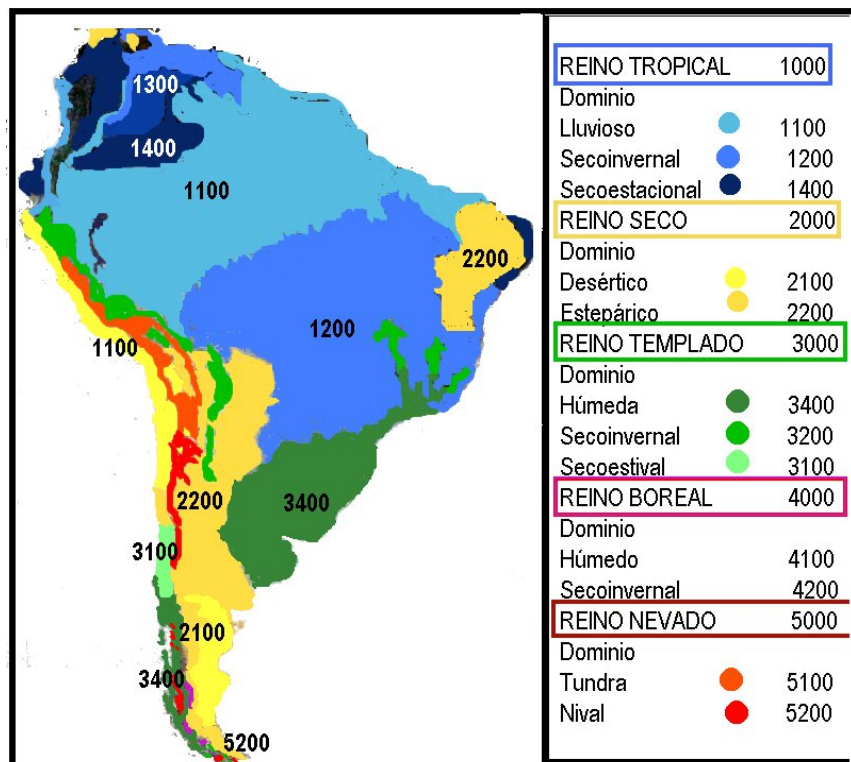 1300
1400
1100
2200
1200
1100
2200
3400
3100
2100
3400
5200
REINO TROPICAL 1000
Dominio
Lluvioso 1100
Secoinvernal 1200
Secoestacional 1400
REINO SECO 2000
Dominio
Desértico 2100
Estepárico 2200
REINO TEMPLADO 3000
Dominio
Húmeda 3400
Secoinvernal 3200
Secoestival 3100
REINO BOREAL 4000
Dominio
Húmedo 4100
Secoinvernal 4200
REINO NEVADO 5000
Dominio
Tundra 5100
Nival 5200